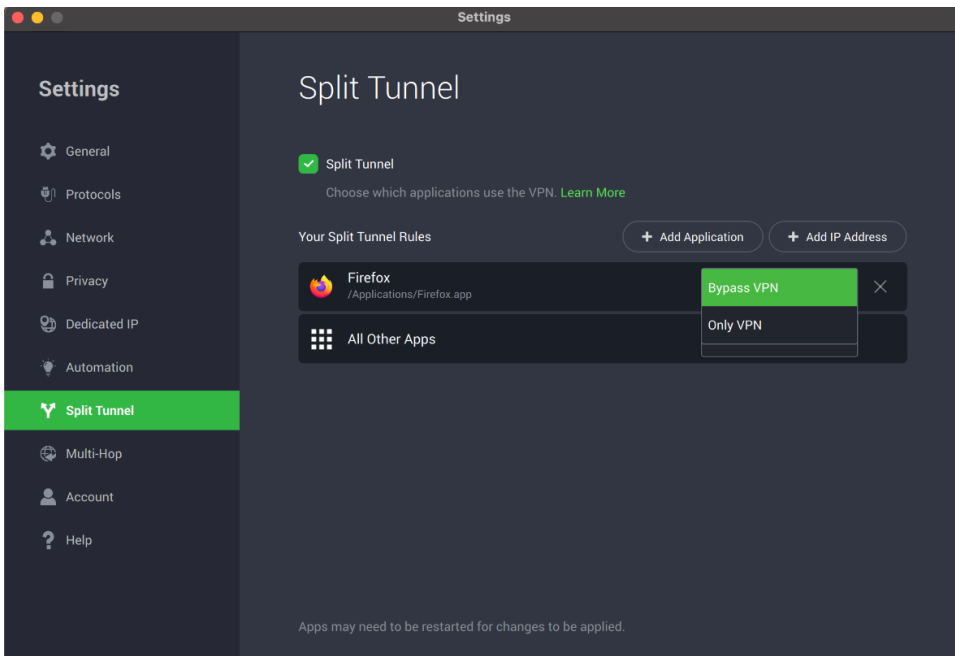 Settings
Settings
General
Protocols
Network
Privacy
Dedicated IP
Automation
Split Tunnel
Multi-Hop
Account
Help
Split Tunnel
Split Tunnel
Choose which applications use the VPN. Learn More
Your Split Tunnel Rules
+ Add Application
+ Add IP Address
Firefox
/Applications/Firefox.app
Bypass VPN
Only VPN
All Other Apps
Apps may need to be restarted for changes to be applied.